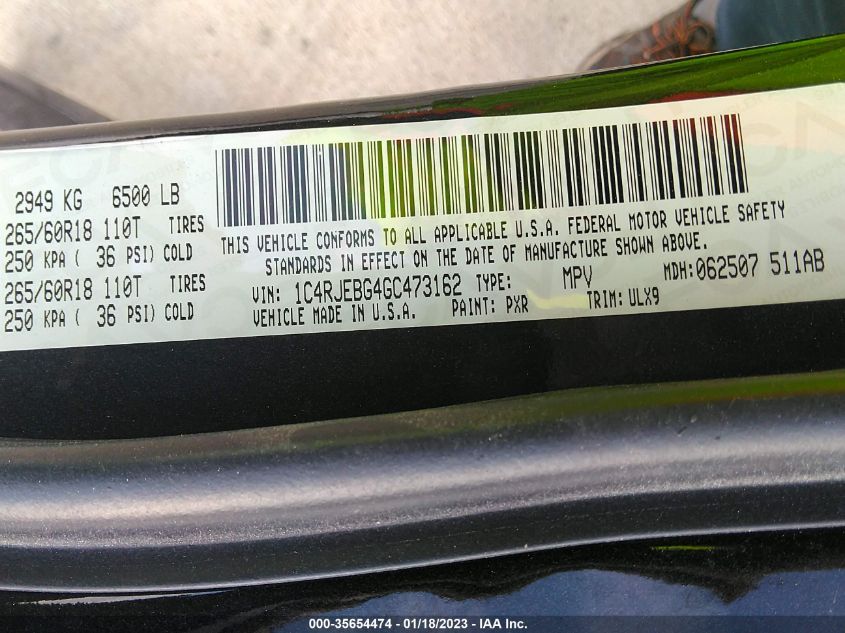 2949 KG 6500 LB
265/60R18 110T TIRES
250 KPA ( 36 PSI) COLD
265/60R18 110T TIRES
250 KPA ( 36 PSI) COLD
THIS VEHICLE CONFORMS TO ALL APPLICABLE U.S.A. FEDERAL MOTOR VEHICLE SAFETY
STANDARDS IN EFFECT ON THE DATE OF MANUFACTURE SHOWN ABOVE.
VIN: 1C4RJEBG4GC473162 TYPE: MPV MDH:062507 511AB
VEHICLE MADE IN U.S.A. PAINT: PXR TRIM: ULX9
000-35654474 / 01/18/2023 - IAA Inc.